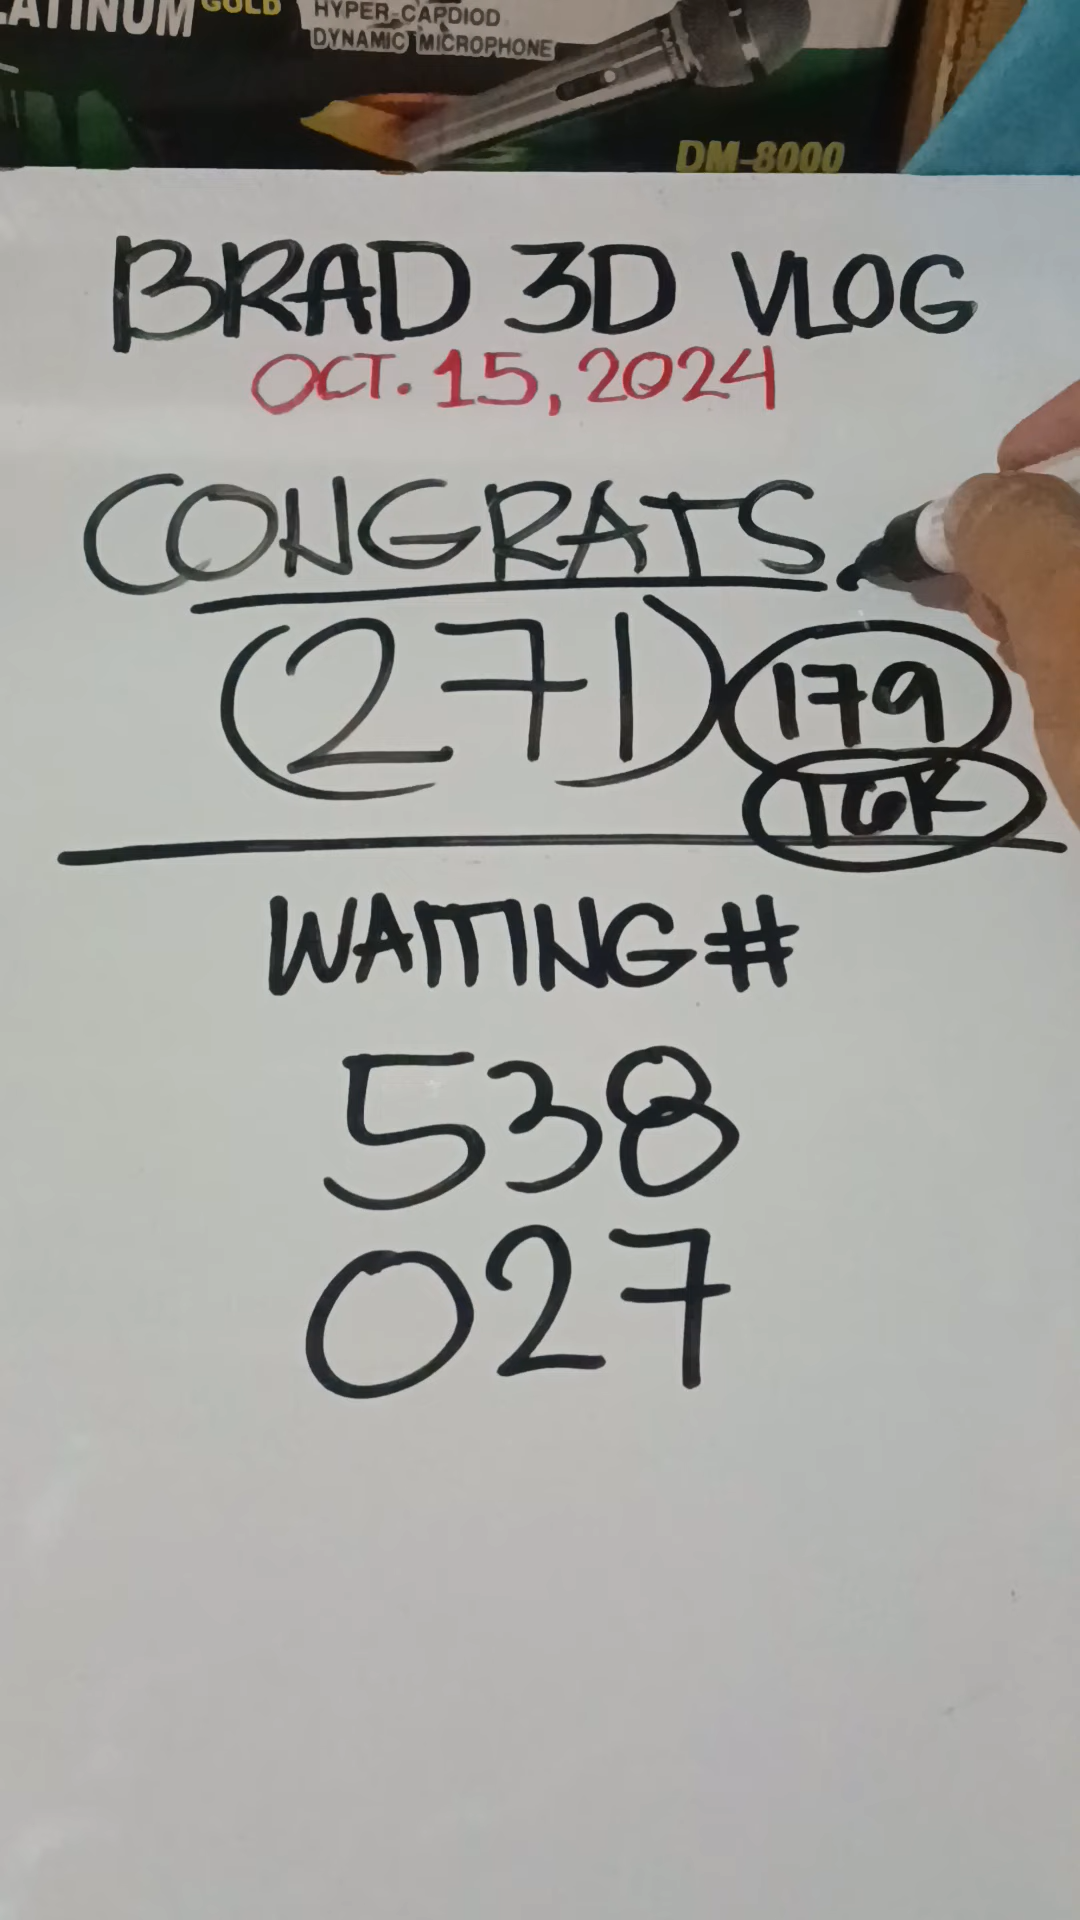 LATINUM GOLD
HYPER-CAPDIOD
DYNAMIC MICROPHONE
DM-8000
BRAD 3D VLOG
OCT. 15, 2024
CONGRATS.
(271) 179
TGR
WAITING #
538
027